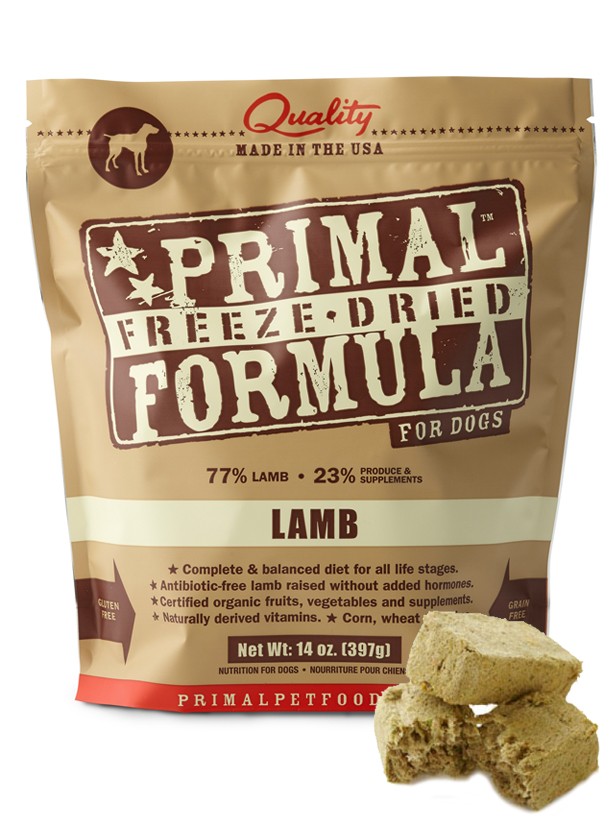 Quality
MADE IN THE USA
PRIMAL™
FREEZE•DRIED
FORMULA
FOR DOGS
77% LAMB • 23% PRODUCE & SUPPLEMENTS
LAMB
★ Complete & balanced diet for all life stages.
★ Antibiotic-free lamb raised without added hormones.
★ Certified organic fruits, vegetables and supplements.
★ Naturally derived vitamins. ★ Corn, wheat
GLUTEN FREE
GRAIN FREE
Net Wt: 14 oz. (397g)
NUTRITION FOR DOGS • NOURRITURE POUR CHIEN
PRIMALPETFOOD